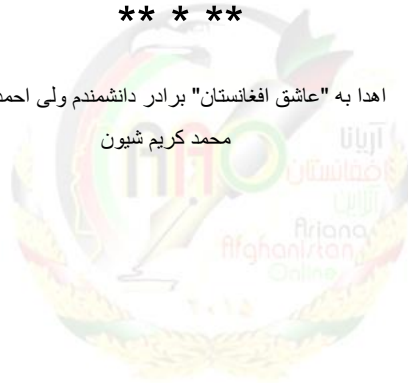 ** * **
اهدا به "عاشق افغانستان" برادر دانشمندم ولی احمد
محمد کریم شیون
آریانا
افغانستان
آنلاین
Ariana
Afghanistan
Online